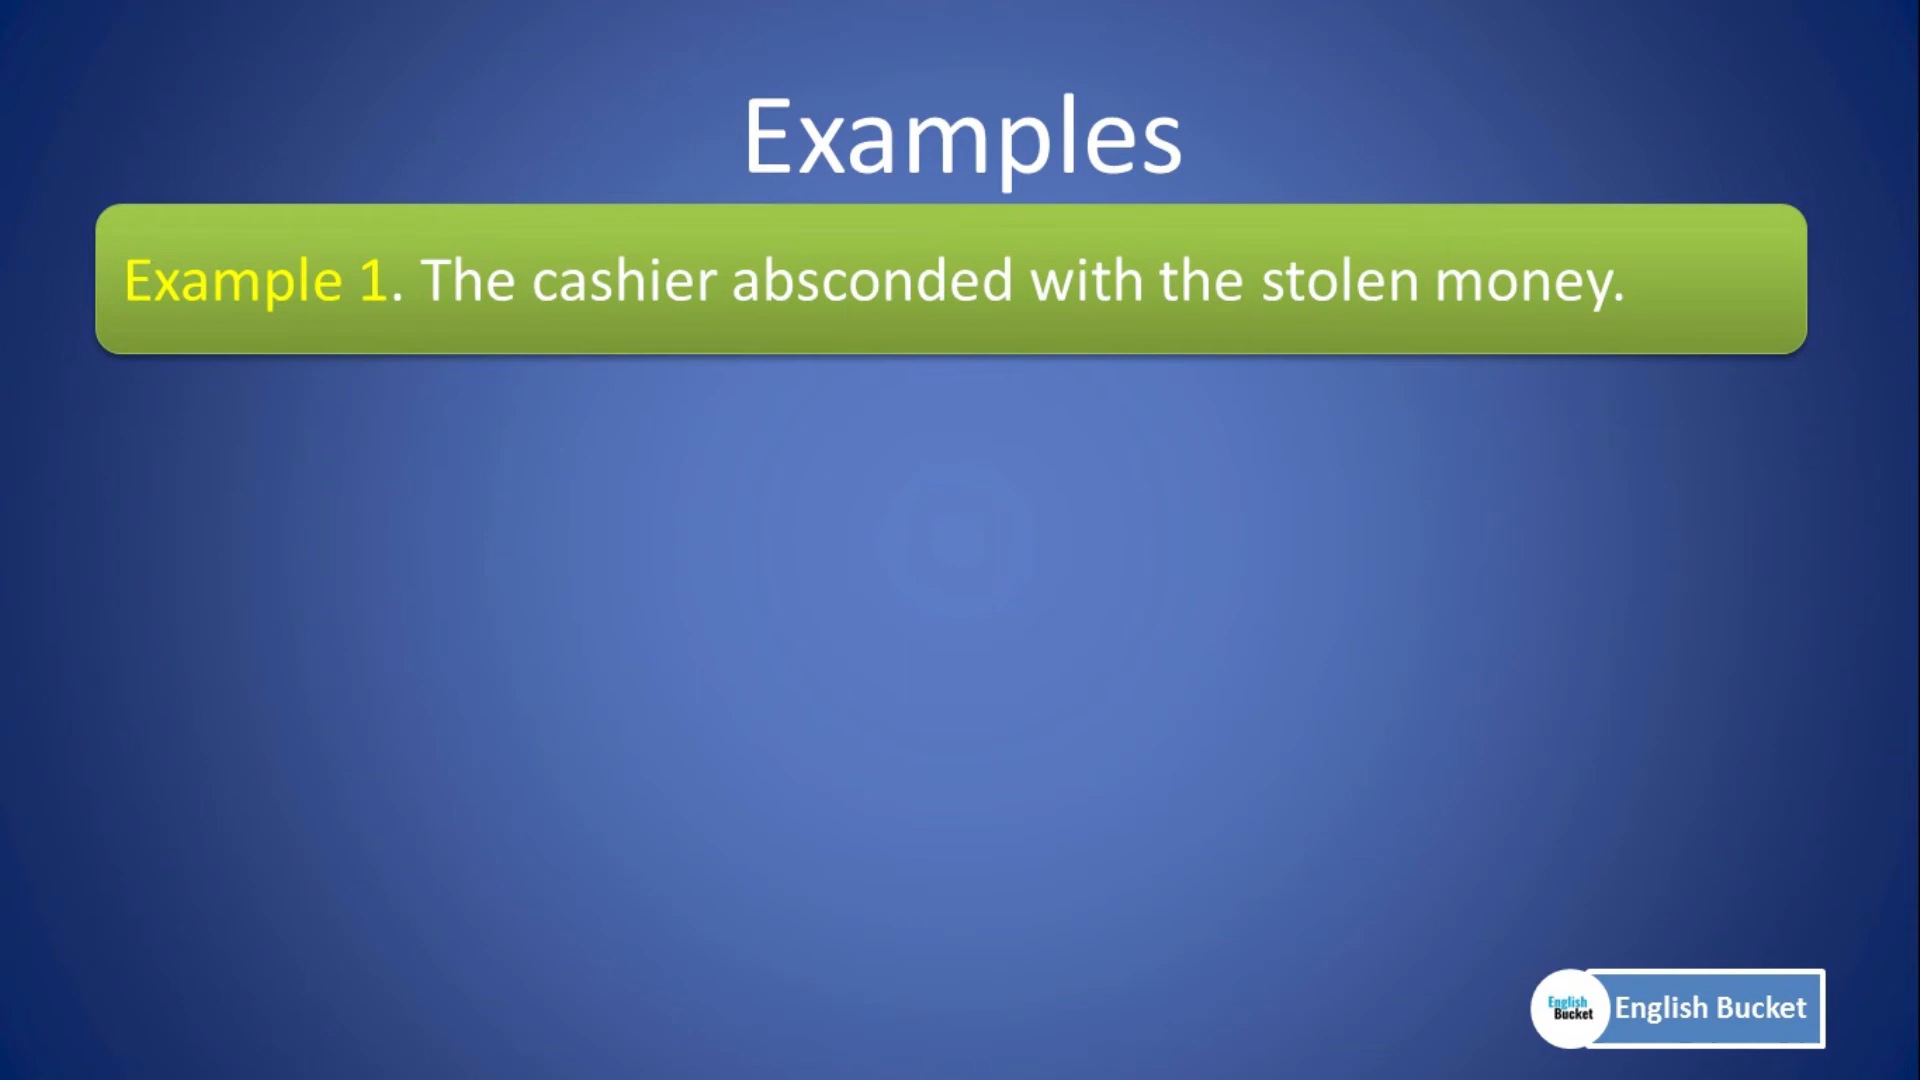 Examples
Example 1. The cashier absconded with the stolen money.
English
Bucket
English Bucket